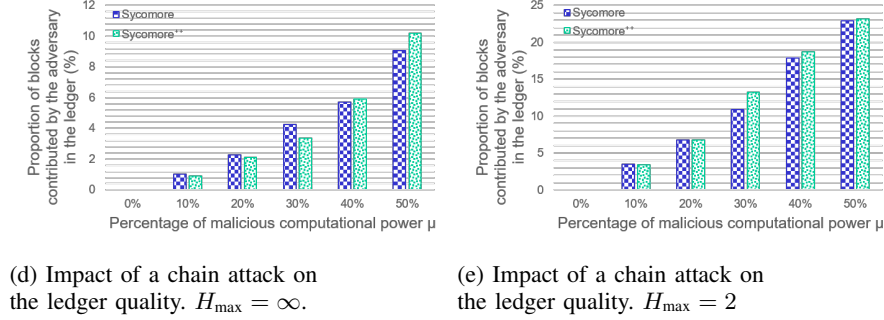 Proportion of blocks
contributed by the adversary
in the ledger (%)
12
10
8
6
4
2
0
Sycomore
Sycomore++
0% 10% 20% 30% 40% 50%
Percentage of malicious computational power μ
(d) Impact of a chain attack on
the ledger quality. Hmax = ∞.
Proportion of blocks
contributed by the adversary
in the ledger (%)
25
20
15
10
5
0
Sycomore
Sycomore++
0% 10% 20% 30% 40% 50%
Percentage of malicious computational power μ
(e) Impact of a chain attack on
the ledger quality. Hmax = 2